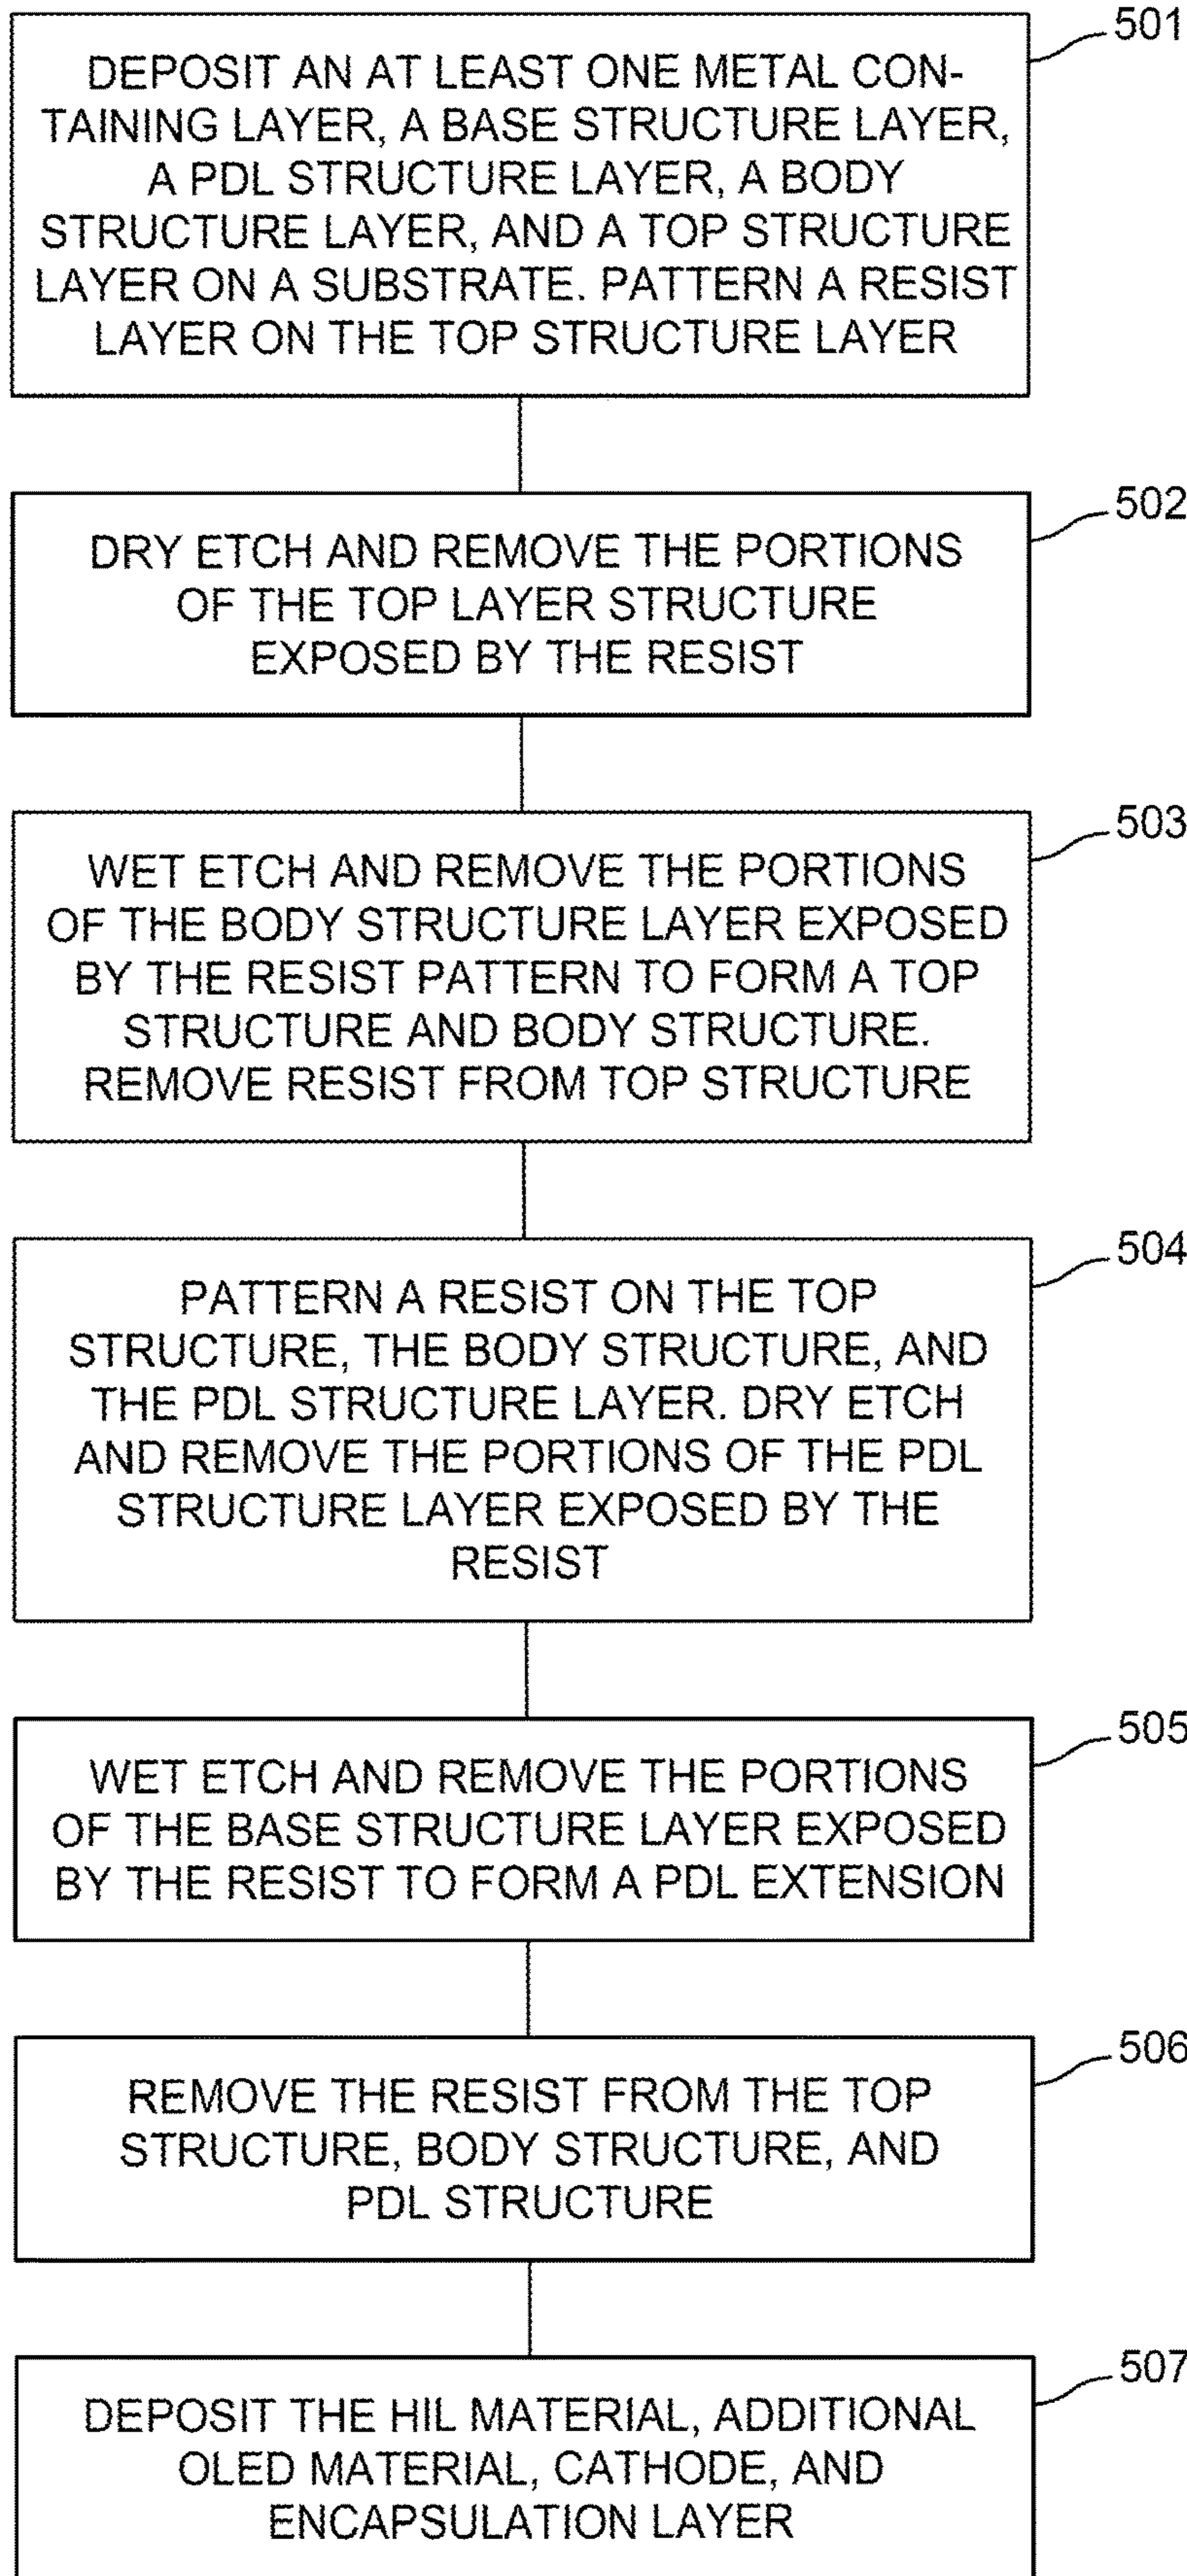 501
DEPOSIT AN AT LEAST ONE METAL CON-
TAINING LAYER, A BASE STRUCTURE LAYER,
A PDL STRUCTURE LAYER, A BODY
STRUCTURE LAYER, AND A TOP STRUCTURE
LAYER ON A SUBSTRATE. PATTERN A RESIST
LAYER ON THE TOP STRUCTURE LAYER
502
DRY ETCH AND REMOVE THE PORTIONS
OF THE TOP LAYER STRUCTURE
EXPOSED BY THE RESIST
503
WET ETCH AND REMOVE THE PORTIONS
OF THE BODY STRUCTURE LAYER EXPOSED
BY THE RESIST PATTERN TO FORM A TOP
STRUCTURE AND BODY STRUCTURE.
REMOVE RESIST FROM TOP STRUCTURE
504
PATTERN A RESIST ON THE TOP
STRUCTURE, THE BODY STRUCTURE, AND
THE PDL STRUCTURE LAYER. DRY ETCH
AND REMOVE THE PORTIONS OF THE PDL
STRUCTURE LAYER EXPOSED BY THE
RESIST
505
WET ETCH AND REMOVE THE PORTIONS
OF THE BASE STRUCTURE LAYER EXPOSED
BY THE RESIST TO FORM A PDL EXTENSION
506
REMOVE THE RESIST FROM THE TOP
STRUCTURE, BODY STRUCTURE, AND
PDL STRUCTURE
507
DEPOSIT THE HIL MATERIAL, ADDITIONAL
OLED MATERIAL, CATHODE, AND
ENCAPSULATION LAYER